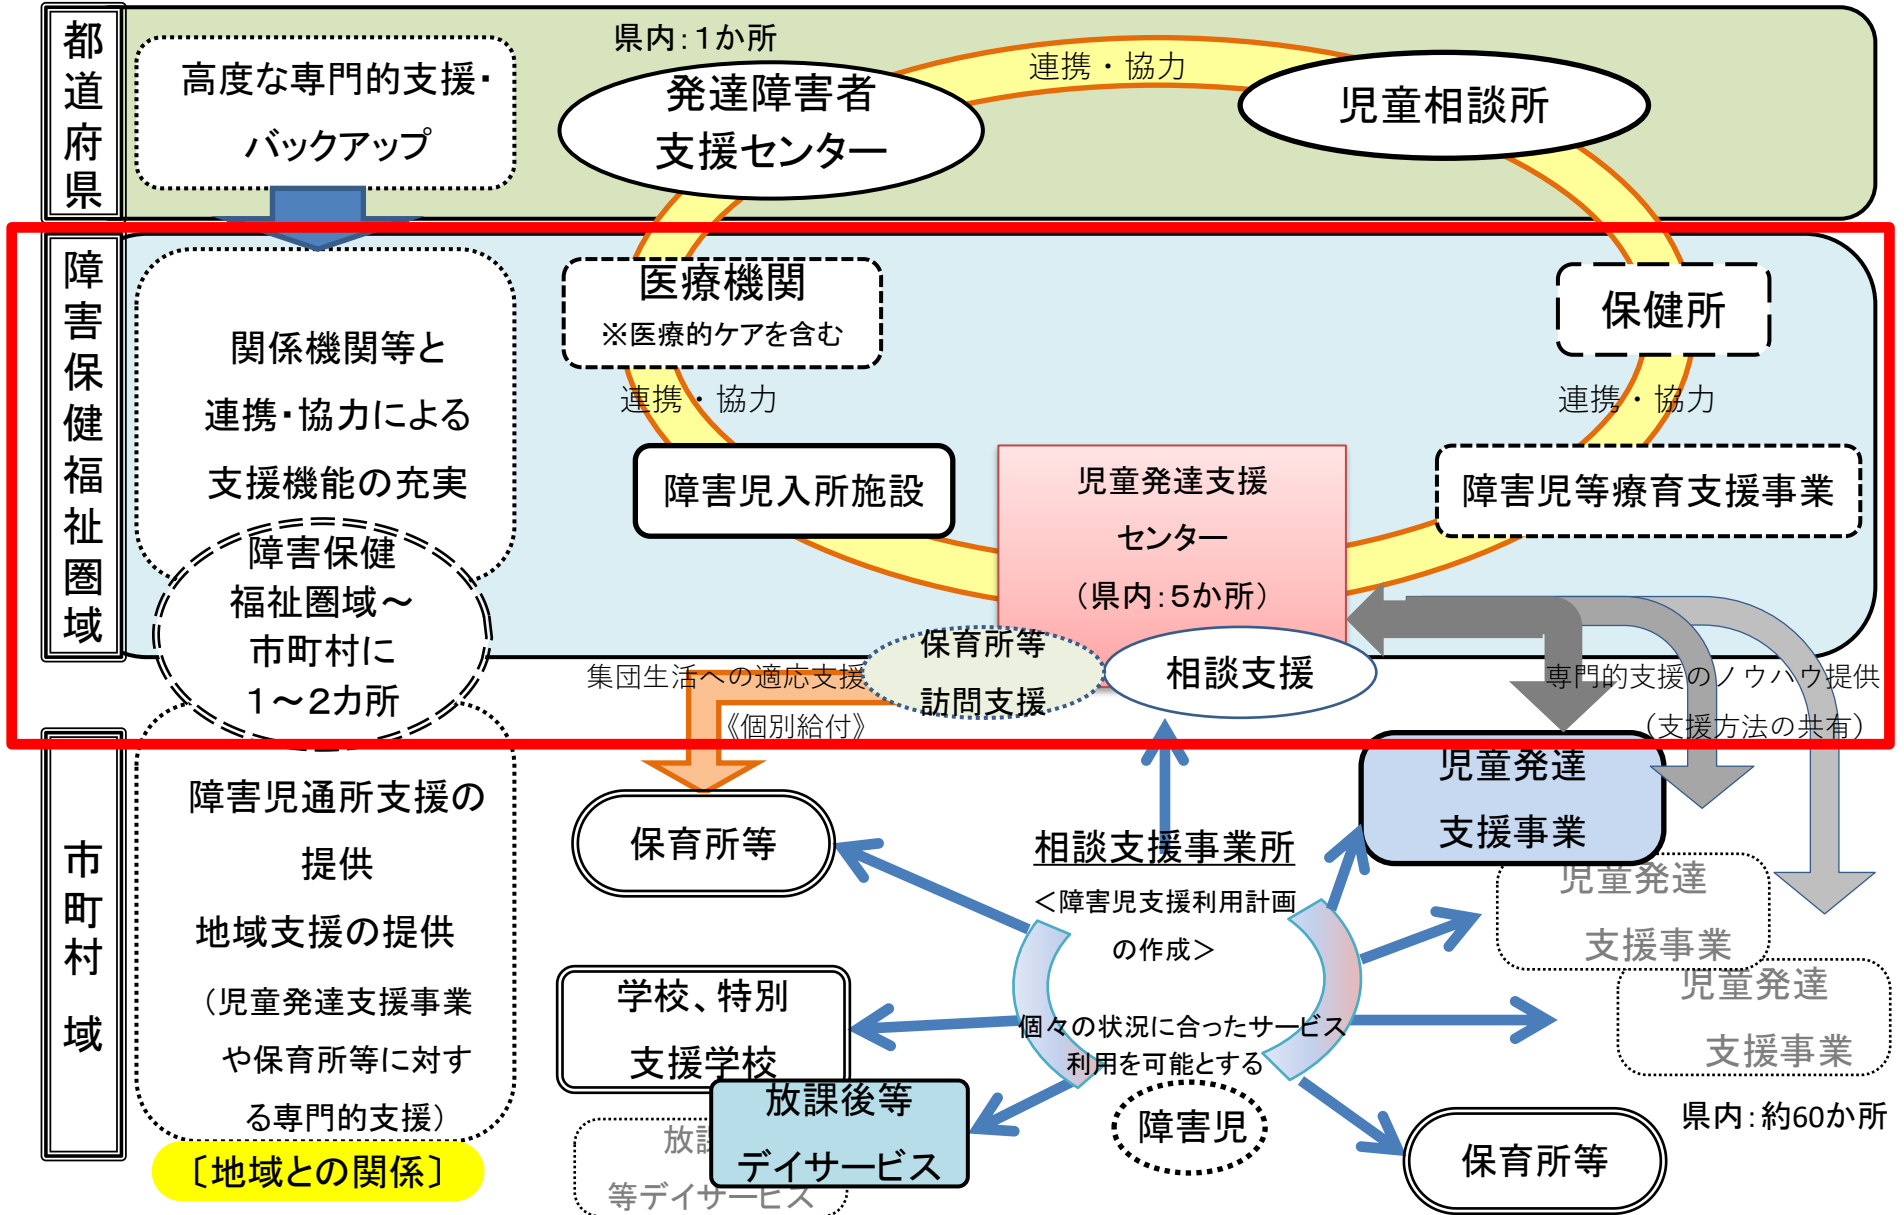 都道府県
高度な専門的支援・
バックアップ
県内：1か所
発達障害者
支援センター
連携・協力
児童相談所
障害保健福祉圏域
関係機関等と
連携・協力による
支援機能の充実
障害保健
福祉圏域～
市町村に
1～2カ所
医療機関
※医療的ケアを含む
保健所
連携・協力
連携・協力
障害児入所施設
児童発達支援
センター
（県内：5か所）
障害児等療育支援事業
保育所等
訪問支援
相談支援
集団生活への適応支援
《個別給付》
専門的支援のノウハウ提供
（支援方法の共有）
市町村 域
障害児通所支援の
提供
地域支援の提供
（児童発達支援事業
や保育所等に対す
る専門的支援）
〔地域との関係〕
保育所等
相談支援事業所
＜障害児支援利用計画
の作成＞
個々の状況に合ったサービス
利用を可能とする
障害児
児童発達
支援事業
児童発達
支援事業
児童発達
支援事業
県内：約60か所
学校、特別
支援学校
放課後等
デイサービス
放課
等デイサービス
保育所等